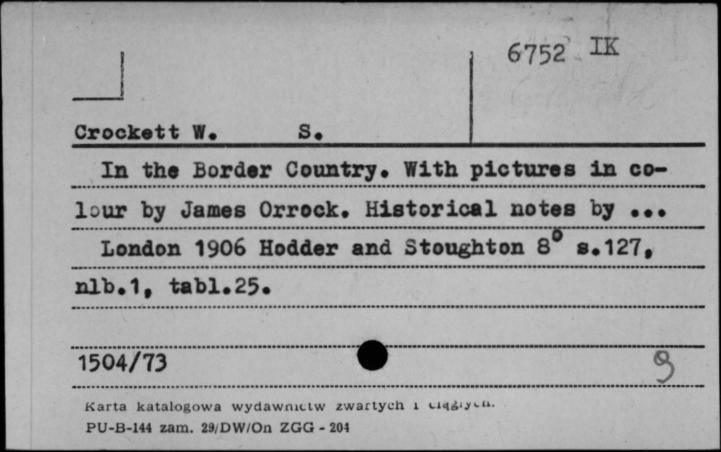 6752 IK
Crockett W. S.
In the Border Country. With pictures in co-
lour by James Orrock. Historical notes by ...
London 1906 Hodder and Stoughton 8° s.127,
nlb.1, tabl.25.
1504/73
9
Karta katalogowa wydawnictw zwartych i ciągłych.
PU-B-144 zam. 29/DW/On ZGG - 204